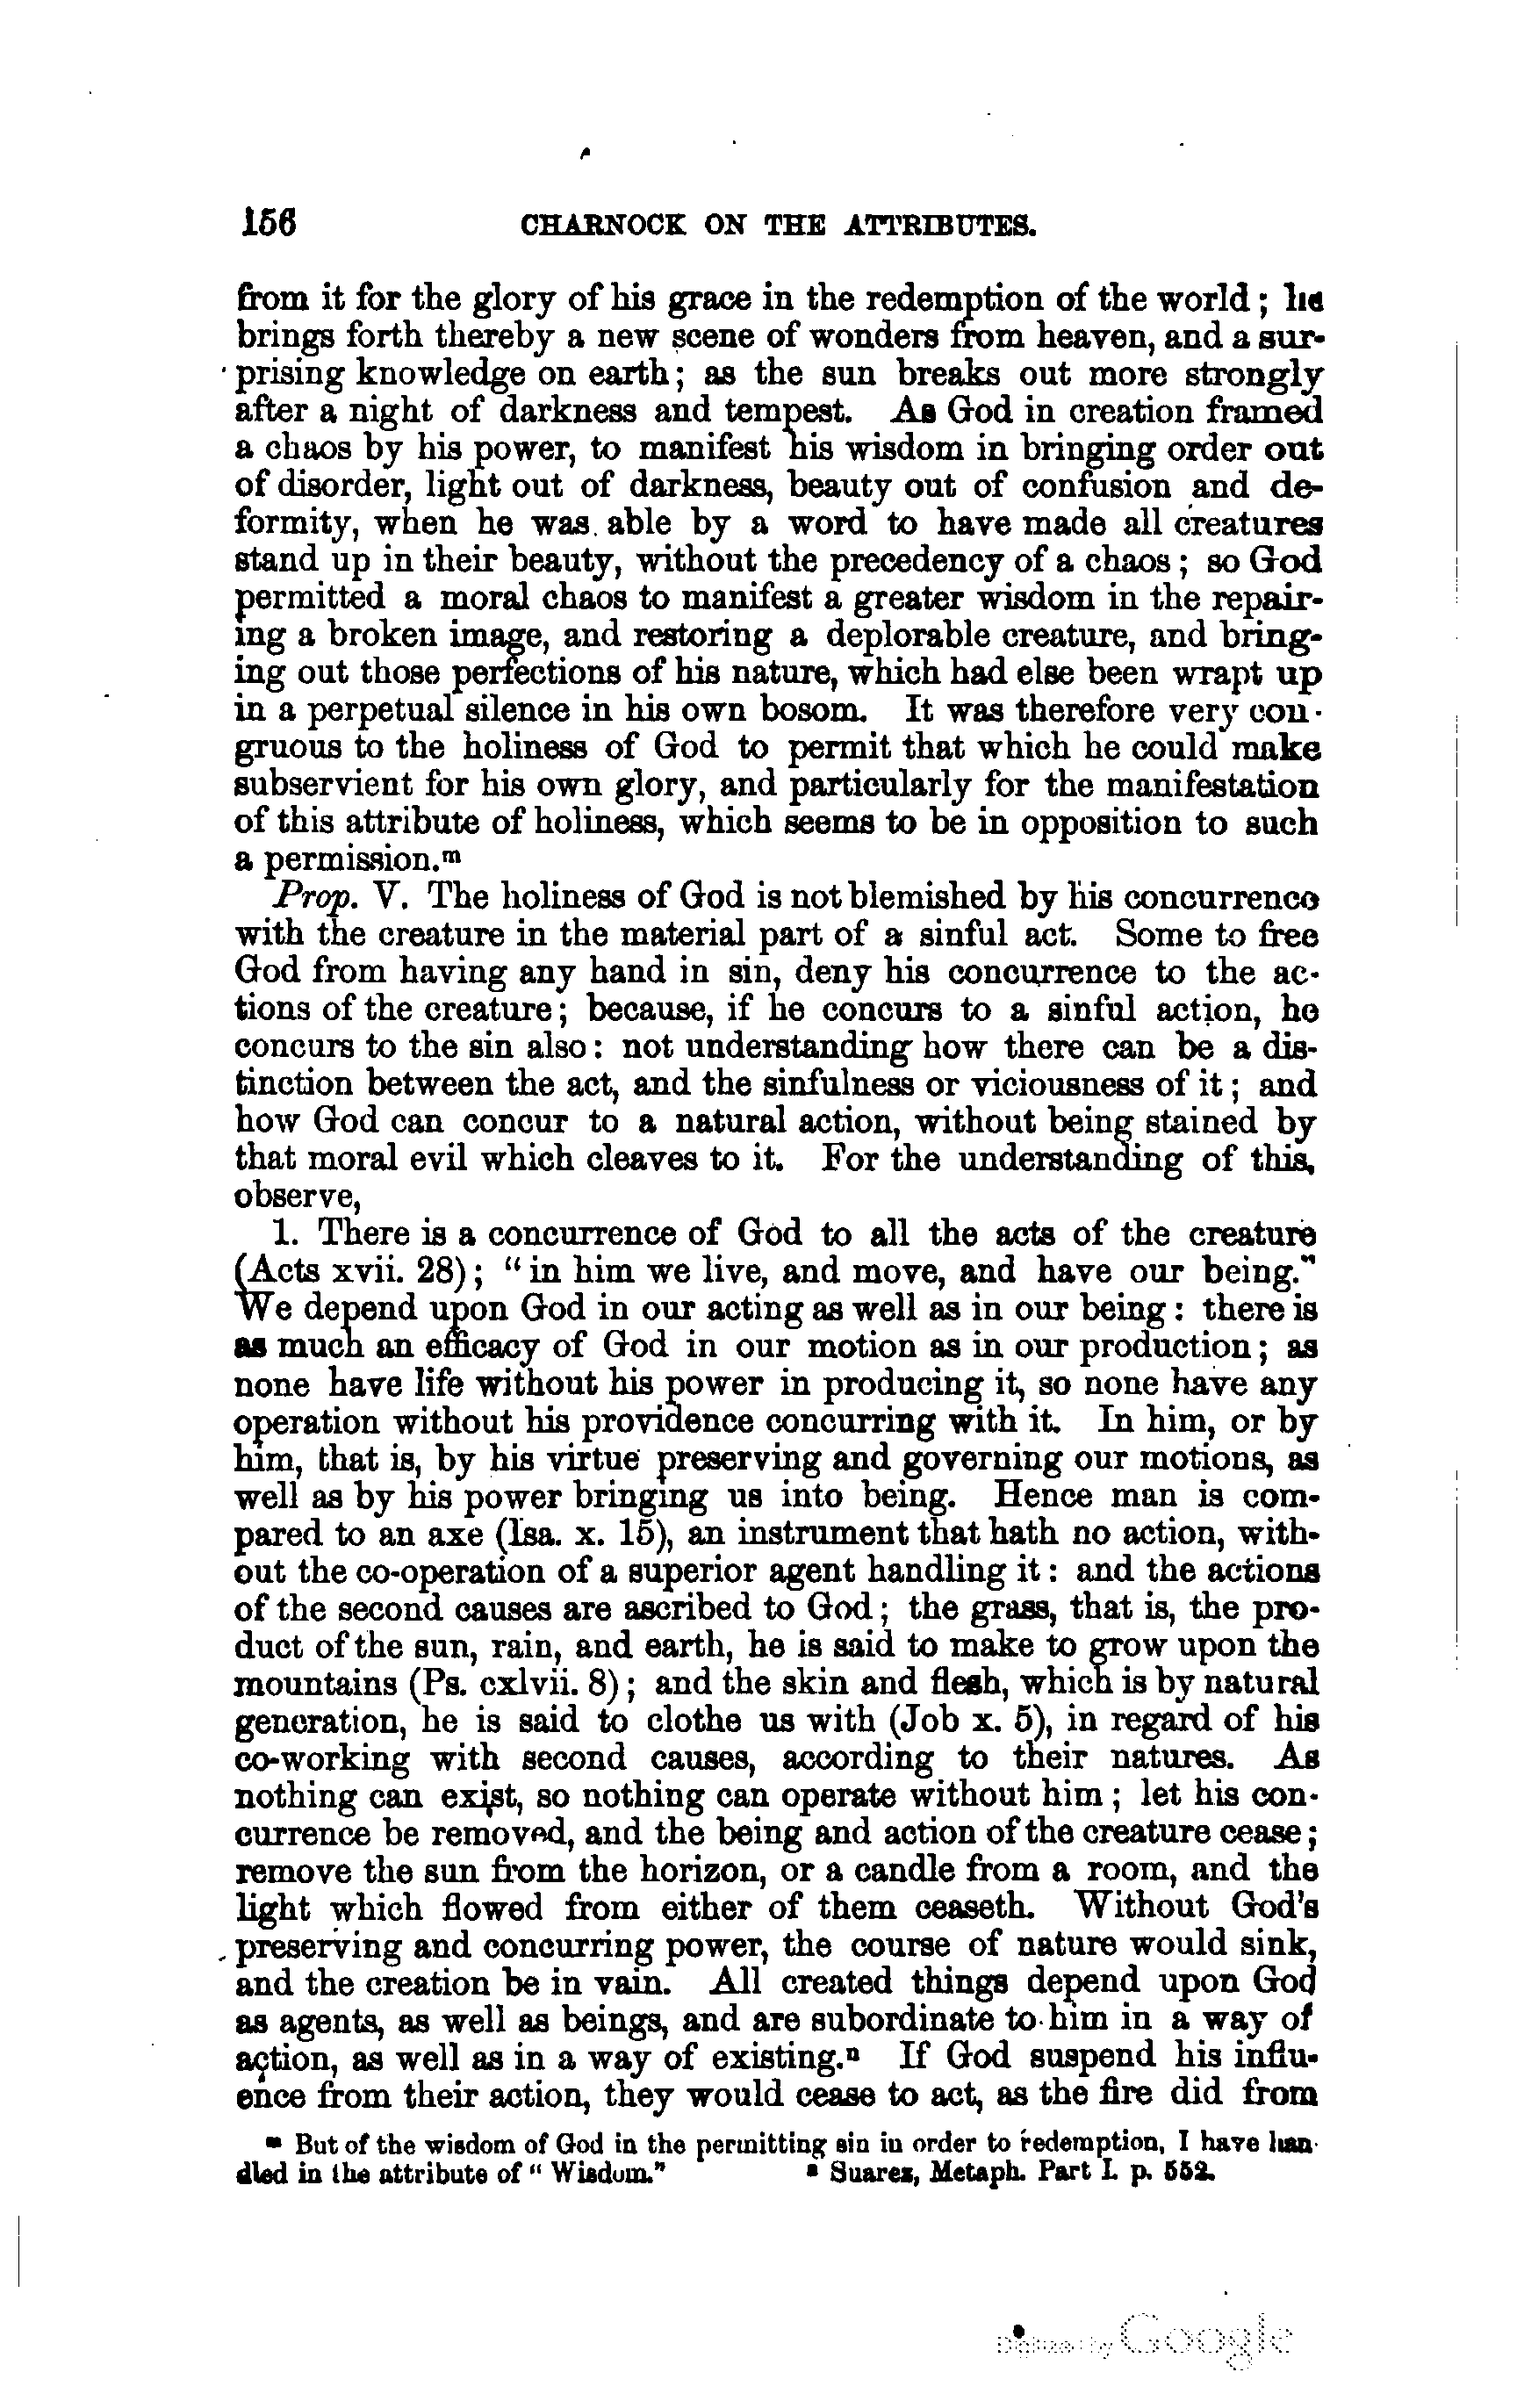 156 CHARNOCK ON THE ATTRIBUTES.
from it for the glory of his grace in the redemption of the world; he
brings forth thereby a new scene of wonders from heaven, and a sur-
prising knowledge on earth; as the sun breaks out more strongly
after a night of darkness and tempest. As God in creation framed
a chaos by his power, to manifest his wisdom in bringing order out
of disorder, light out of darkness, beauty out of confusion and de-
formity, when he was able by a word to have made all creatures
stand up in their beauty, without the precedency of a chaos; so God
permitted a moral chaos to manifest a greater wisdom in the repair-
ing a broken image, and restoring a deplorable creature, and bring-
ing out those perfections of his nature, which had else been wrapt up
in a perpetual silence in his own bosom. It was therefore very con-
gruous to the holiness of God to permit that which he could make
subservient for his own glory, and particularly for the manifestation
of this attribute of holiness, which seems to be in opposition to such
a permission.ᵐ
Prop. V. The holiness of God is not blemished by his concurrence
with the creature in the material part of a sinful act. Some to free
God from having any hand in sin, deny his concurrence to the ac-
tions of the creature; because, if he concurs to a sinful action, he
concurs to the sin also: not understanding how there can be a dis-
tinction between the act, and the sinfulness or viciousness of it; and
how God can concur to a natural action, without being stained by
that moral evil which cleaves to it. For the understanding of this,
observe,
1. There is a concurrence of God to all the acts of the creature
(Acts xvii. 28); "in him we live, and move, and have our being."
We depend upon God in our acting as well as in our being: there is
as much an efficacy of God in our motion as in our production; as
none have life without his power in producing it, so none have any
operation without his providence concurring with it. In him, or by
him, that is, by his virtue preserving and governing our motions, as
well as by his power bringing us into being. Hence man is com-
pared to an axe (Isa. x. 15), an instrument that hath no action, with-
out the co-operation of a superior agent handling it: and the actions
of the second causes are ascribed to God; the grass, that is, the pro-
duct of the sun, rain, and earth, he is said to make to grow upon the
mountains (Ps. cxlvii. 8); and the skin and flesh, which is by natural
generation, he is said to clothe us with (Job x. 5), in regard of his
co-working with second causes, according to their natures. As
nothing can exist, so nothing can operate without him; let his con-
currence be removed, and the being and action of the creature cease;
remove the sun from the horizon, or a candle from a room, and the
light which flowed from either of them ceaseth. Without God's
preserving and concurring power, the course of nature would sink,
and the creation be in vain. All created things depend upon God
as agents, as well as beings, and are subordinate to him in a way of
action, as well as in a way of existing.ⁿ If God suspend his influ-
ence from their action, they would cease to act, as the fire did from
ᵐ But of the wisdom of God in the permitting sin in order to redemption, I have han-
dled in the attribute of "Wisdom." ⁿ Suarez, Metaph. Part I. p. 552.
Digitized by Google